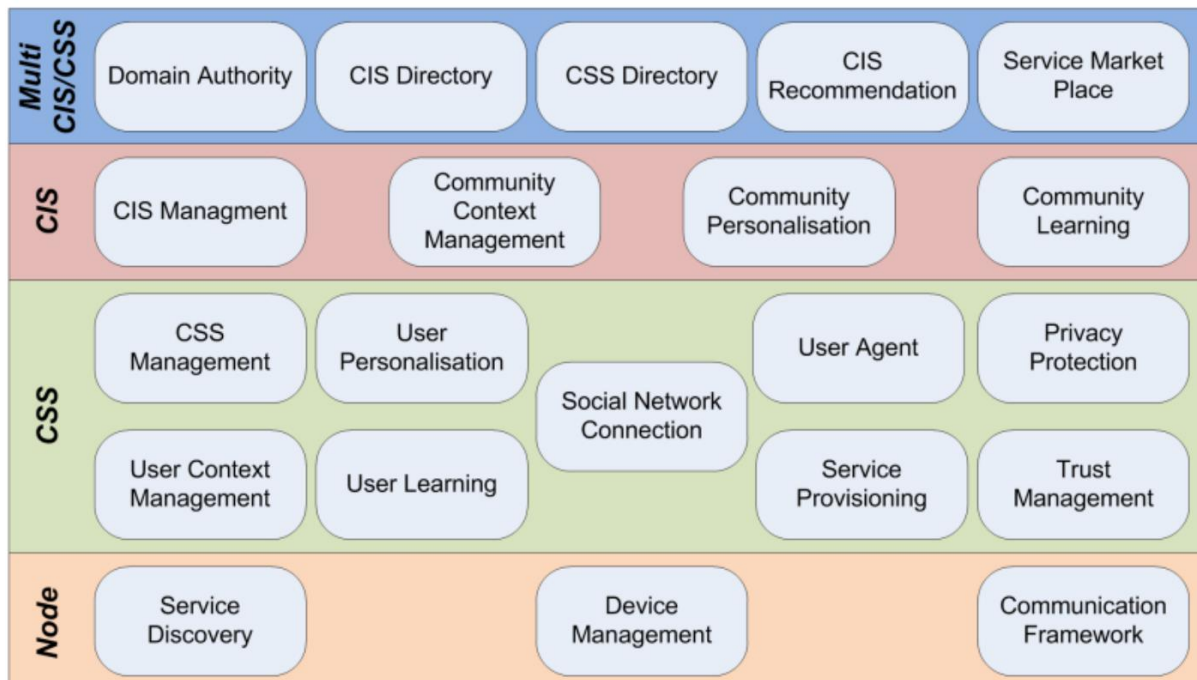 Multi
CIS/CSS
Domain Authority
CIS Directory
CSS Directory
CIS
Recommendation
Service Market
Place
CIS
CIS Managment
Community
Context
Management
Community
Personalisation
Community
Learning
CSS
CSS
Management
User
Personalisation
Social Network
Connection
User Agent
Privacy
Protection
User Context
Management
User Learning
Service
Provisioning
Trust
Management
Node
Service
Discovery
Device
Management
Communication
Framework